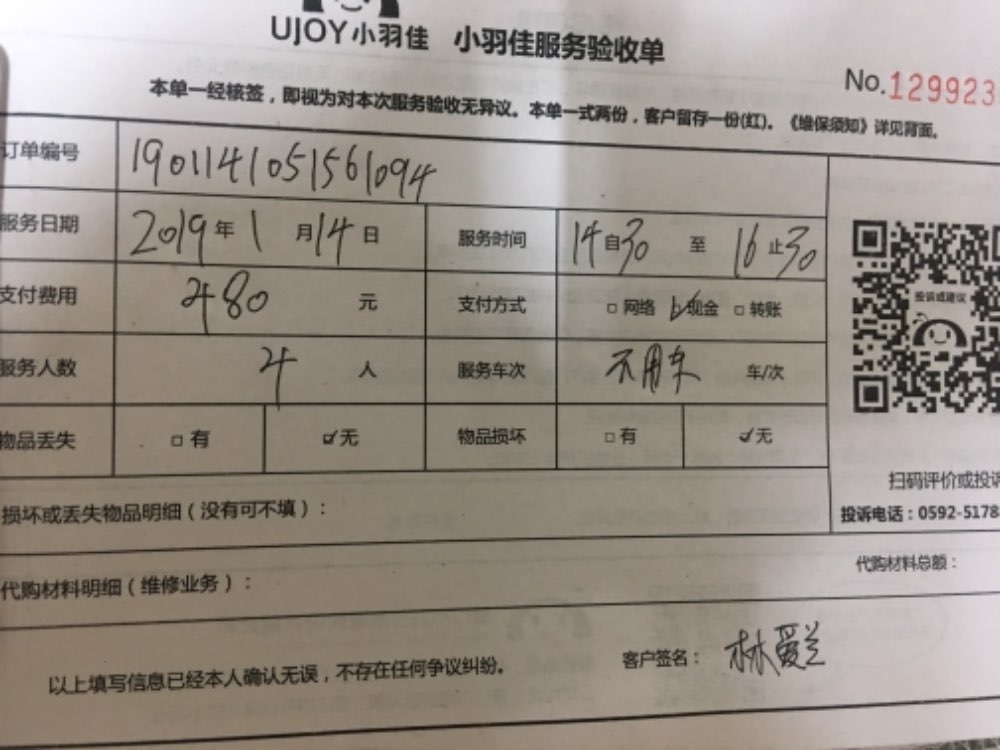 UJOY小羽佳 小羽佳服务验收单
No.129923
本单一经核签，即视为对本次服务验收无异议。本单一式两份，客户留存一份(红)。《维保须知》详见背面。
订单编号 1901141051561094
服务日期 2019年1月14日 服务时间 14自30 至 16止30
支付费用 480 元 支付方式 □网络 ☑现金 □转账
投诉或建议
服务人数 4 人 服务车次 不用车 车/次
物品丢失 □有 ☑无 物品损坏 □有 ☑无
扫码评价或投诉
损坏或丢失物品明细（没有可不填）：
投诉电话：0592-5178
代购材料明细（维修业务）：
代购材料总额：
以上填写信息已经本人确认无误，不存在任何争议纠纷。 客户签名： 林爱兰